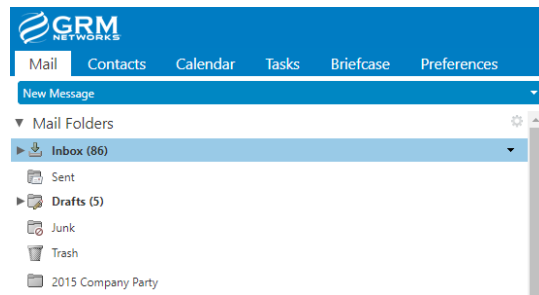 GRM
NETWORKS
Mail Contacts Calendar Tasks Briefcase Preferences
New Message
Mail Folders
Inbox (86)
Sent
Drafts (5)
Junk
Trash
2015 Company Party